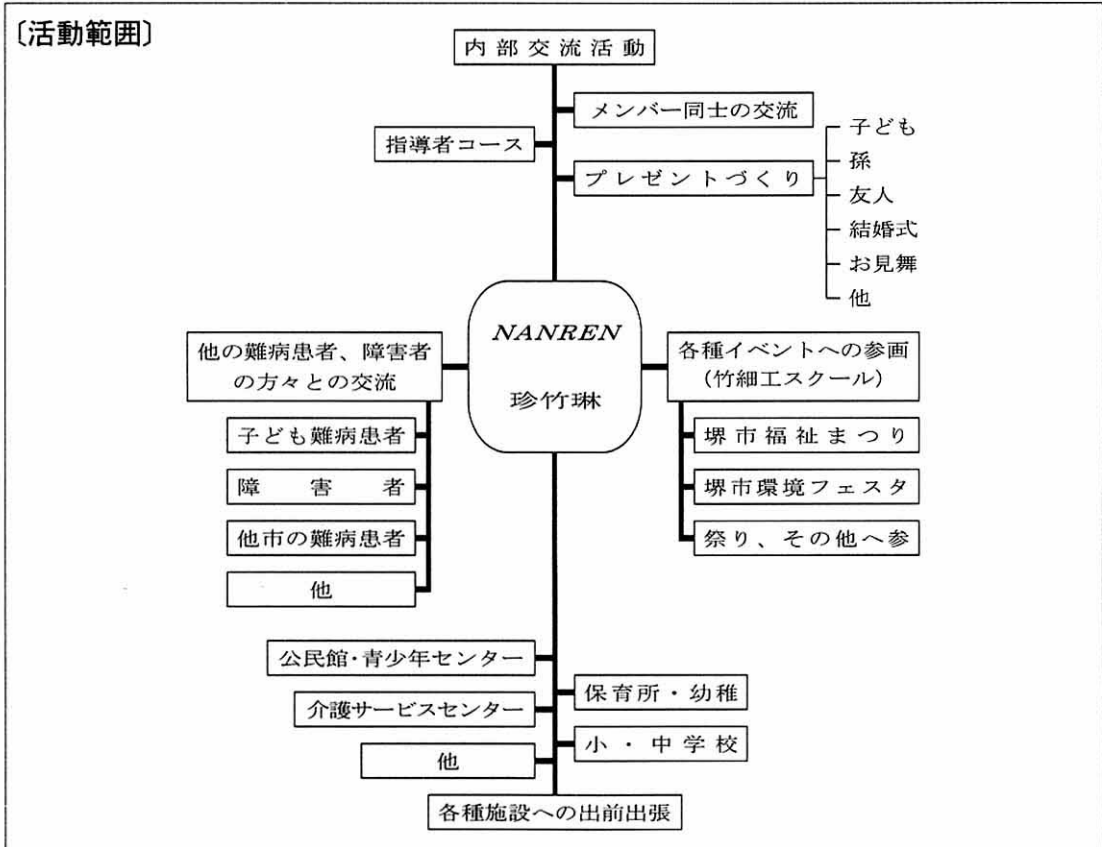 〔活動範囲〕
内部交流活動
メンバー同士の交流
指導者コース
プレゼントづくり
子ども
孫
友人
結婚式
お見舞
他
NANREN
珍竹琳
他の難病患者、障害者
の方々との交流
子ども難病患者
障害者
他市の難病患者
他
各種イベントへの参画
(竹細工スクール)
堺市福祉まつり
堺市環境フェスタ
祭り、その他へ参
公民館・青少年センター
保育所・幼稚
介護サービスセンター
小・中学校
他
各種施設への出前出張